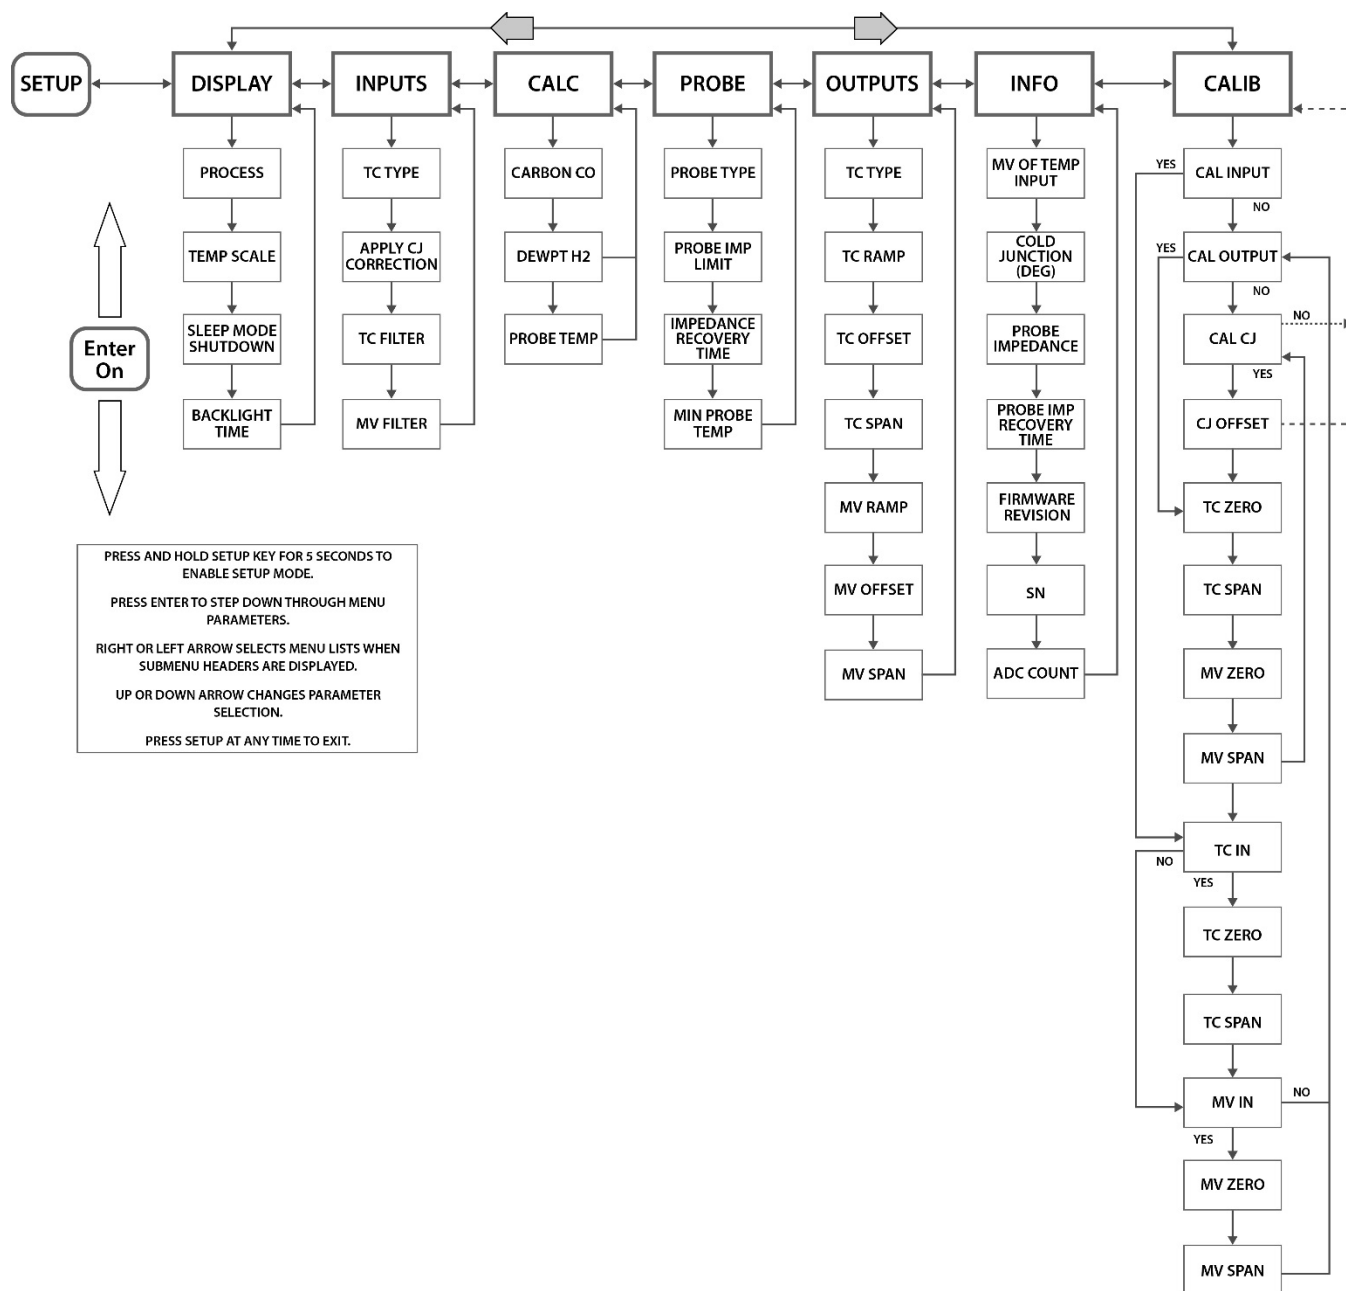 SETUP
DISPLAY
INPUTS
CALC
PROBE
OUTPUTS
INFO
CALIB
PROCESS
TEMP SCALE
SLEEP MODE
SHUTDOWN
BACKLIGHT
TIME
TC TYPE
APPLY CJ
CORRECTION
TC FILTER
MV FILTER
CARBON CO
DEWPT H2
PROBE TEMP
PROBE TYPE
PROBE IMP
LIMIT
IMPEDANCE
RECOVERY
TIME
MIN PROBE
TEMP
TC TYPE
TC RAMP
TC OFFSET
TC SPAN
MV RAMP
MV OFFSET
MV SPAN
MV OF TEMP
INPUT
COLD
JUNCTION
(DEG)
PROBE
IMPEDANCE
PROBE IMP
RECOVERY
TIME
FIRMWARE
REVISION
SN
ADC COUNT
YES
CAL INPUT
NO
YES
CAL OUTPUT
NO
NO
CAL CJ
YES
CJ OFFSET
TC ZERO
TC SPAN
MV ZERO
MV SPAN
TC IN
NO
YES
TC ZERO
TC SPAN
MV IN
NO
YES
MV ZERO
MV SPAN
Enter
On
PRESS AND HOLD SETUP KEY FOR 5 SECONDS TO
ENABLE SETUP MODE.
PRESS ENTER TO STEP DOWN THROUGH MENU
PARAMETERS.
RIGHT OR LEFT ARROW SELECTS MENU LISTS WHEN
SUBMENU HEADERS ARE DISPLAYED.
UP OR DOWN ARROW CHANGES PARAMETER
SELECTION.
PRESS SETUP AT ANY TIME TO EXIT.